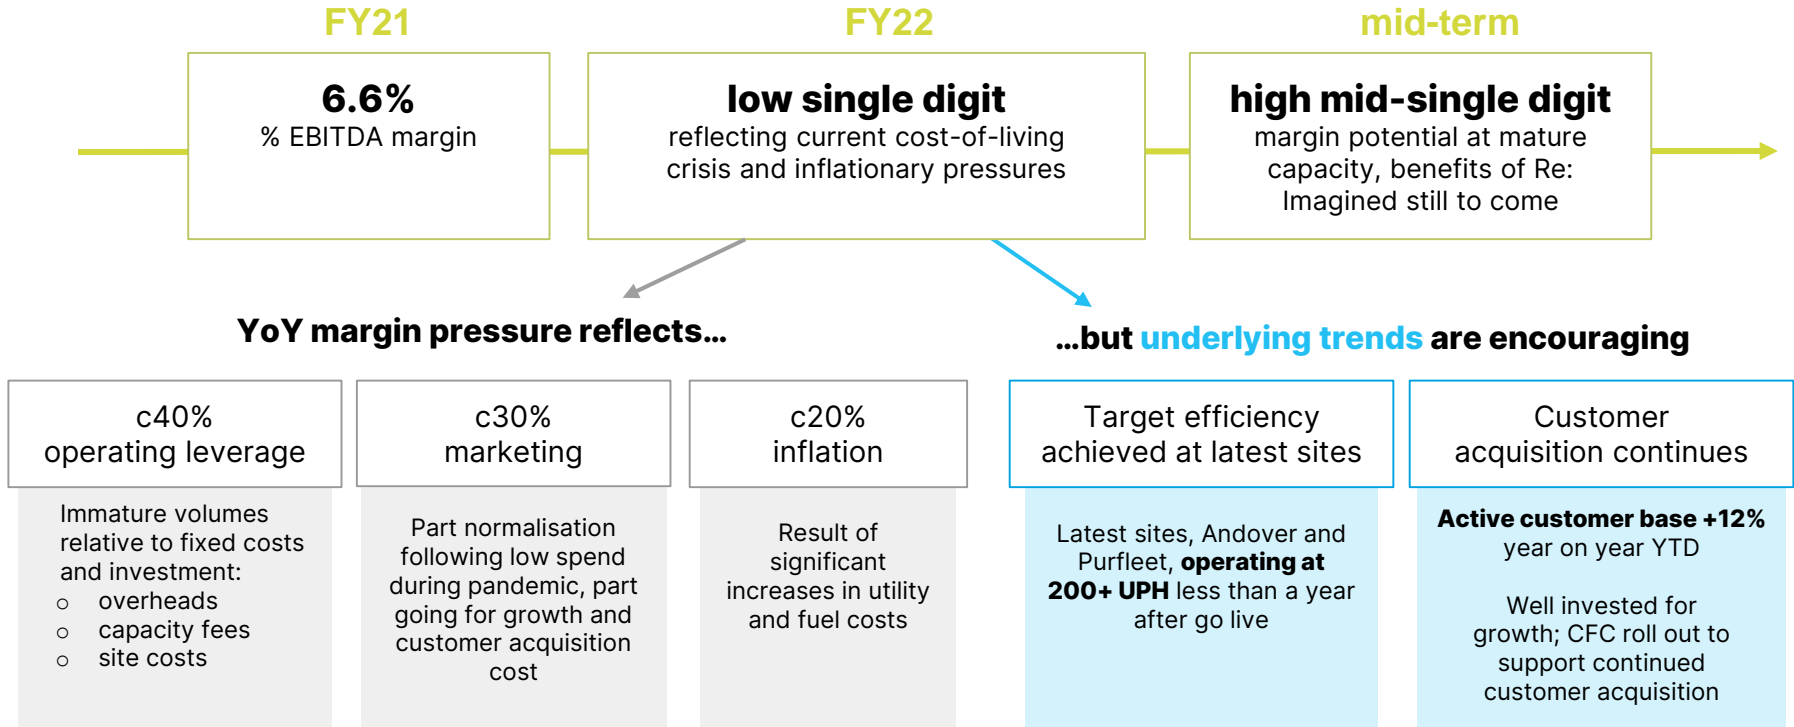 FY21
6.6%
% EBITDA margin
FY22
low single digit
reflecting current cost-of-living
crisis and inflationary pressures
mid-term
high mid-single digit
margin potential at mature
capacity, benefits of Re:
Imagined still to come
YoY margin pressure reflects…
c40%
operating leverage
Immature volumes
relative to fixed costs
and investment:
o overheads
o capacity fees
o site costs
c30%
marketing
Part normalisation
following low spend
during pandemic, part
going for growth and
customer acquisition
cost
c20%
inflation
Result of
significant
increases in utility
and fuel costs
…but underlying trends are encouraging
Target efficiency
achieved at latest sites
Latest sites, Andover and
Purfleet, operating at
200+ UPH less than a year
after go live
Customer
acquisition continues
Active customer base +12%
year on year YTD
Well invested for
growth; CFC roll out to
support continued
customer acquisition